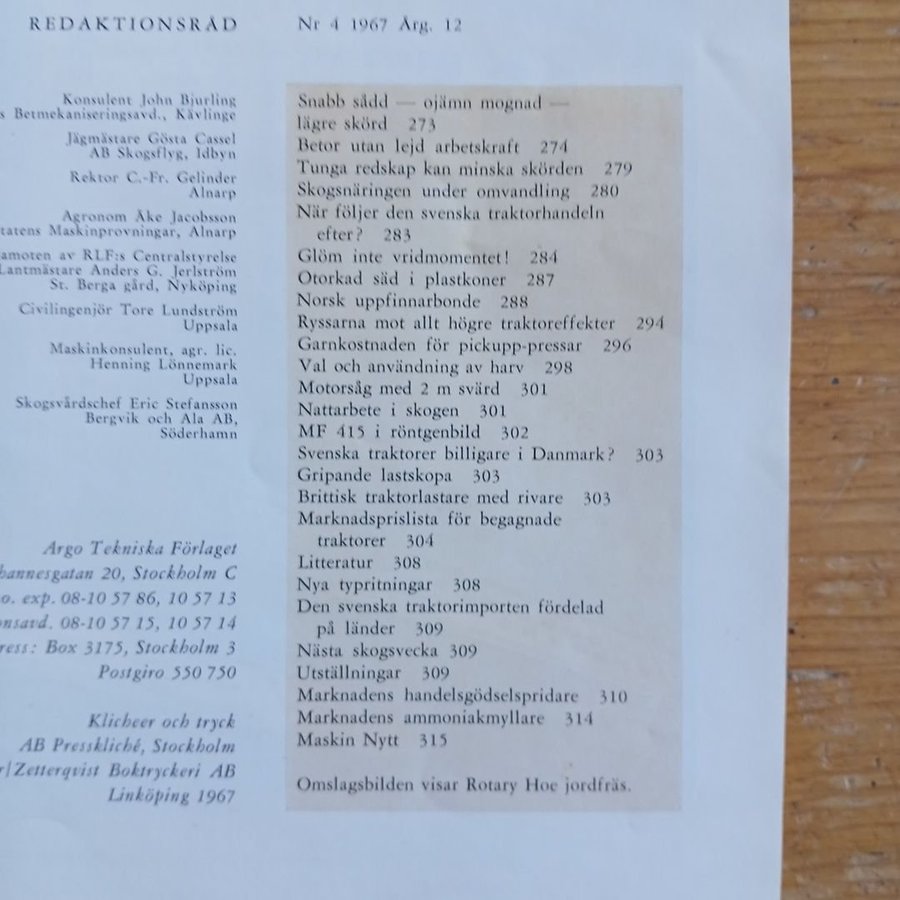 REDAKTIONSRÅD
Konsulent John Bjurling
Betmekaniseringsavd., Kävlinge
Jägmästare Gösta Cassel
AB Skogsflyg, Idbyn
Rektor C.-Fr. Gelinder
Alnarp
Agronom Åke Jacobsson
Maskinprovningar, Alnarp
av RLF:s Centralstyrelse
Lantmästare Anders G. Jerlström
St. Berga gård, Nyköping
Civilingenjör Tore Lundström
Uppsala
Maskinkonsulent, agr. lic.
Henning Lönnemark
Uppsala
Skogsvårdschef Eric Stefansson
Bergvik och Ala AB,
Söderhamn
Argo Tekniska Förlaget
hannesgatan 20, Stockholm C
o. exp. 08-10 57 86, 10 57 13
onsavd. 08-10 57 15, 10 57 14
ress: Box 3175, Stockholm 3
Postgiro 550 750
Klicheer och tryck
AB Presskliché, Stockholm
r/Zetterqvist Boktryckeri AB
Linköping 1967
Nr 4 1967 Årg. 12
Snabb sådd — ojämn mognad —
lägre skörd 273
Betor utan lejd arbetskraft 274
Tunga redskap kan minska skörden 279
Skogsnäringen under omvandling 280
När följer den svenska traktorhandeln
efter? 283
Glöm inte vridmomentet! 284
Otorkad säd i plastkoner 287
Norsk uppfinnarbonde 288
Ryssarna mot allt högre traktoreffekter 294
Garnkostnaden för pickupp-pressar 296
Val och användning av harv 298
Motorsåg med 2 m svärd 301
Nattarbete i skogen 301
MF 415 i röntgenbild 302
Svenska traktorer billigare i Danmark? 303
Gripande lastskopa 303
Brittisk traktorlastare med rivare 303
Marknadsprislista för begagnade
traktorer 304
Litteratur 308
Nya typritningar 308
Den svenska traktorimporten fördelad
på länder 309
Nästa skogsvecka 309
Utställningar 309
Marknadens handelsgödselspridare 310
Marknadens ammoniakmyllare 314
Maskin Nytt 315
Omslagsbilden visar Rotary Hoe jordfräs.